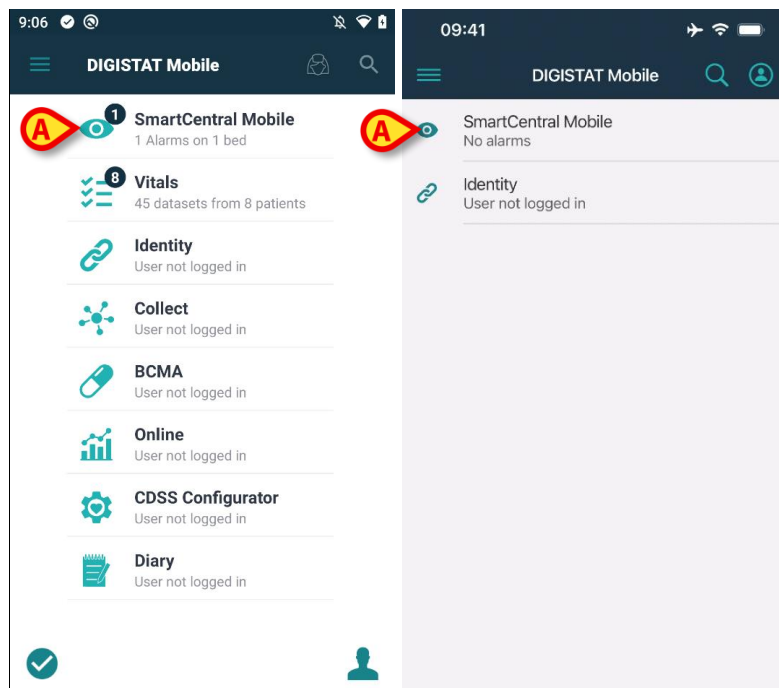 9:06
DIGISTAT Mobile
A
1
SmartCentral Mobile
1 Alarms on 1 bed
8
Vitals
45 datasets from 8 patients
Identity
User not logged in
Collect
User not logged in
BCMA
User not logged in
Online
User not logged in
CDSS Configurator
User not logged in
Diary
User not logged in
09:41
DIGISTAT Mobile
A
SmartCentral Mobile
No alarms
Identity
User not logged in